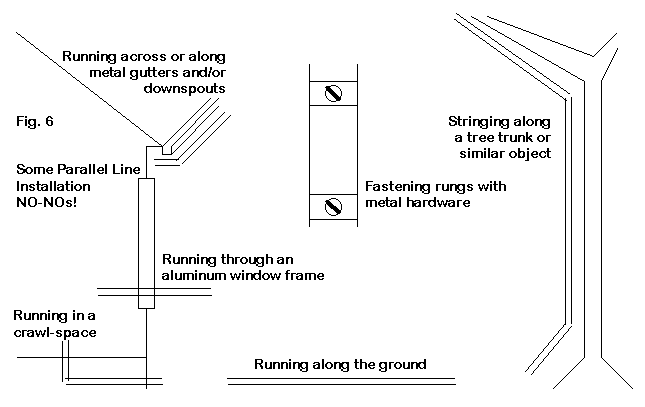 Running across or along
metal gutters and/or
downspouts
Fig. 6
Some Parallel Line
Installation
NO-NOs!
Stringing along
a tree trunk or
similar object
Fastening rungs with
metal hardware
Running through an
aluminum window frame
Running in a
crawl-space
Running along the ground